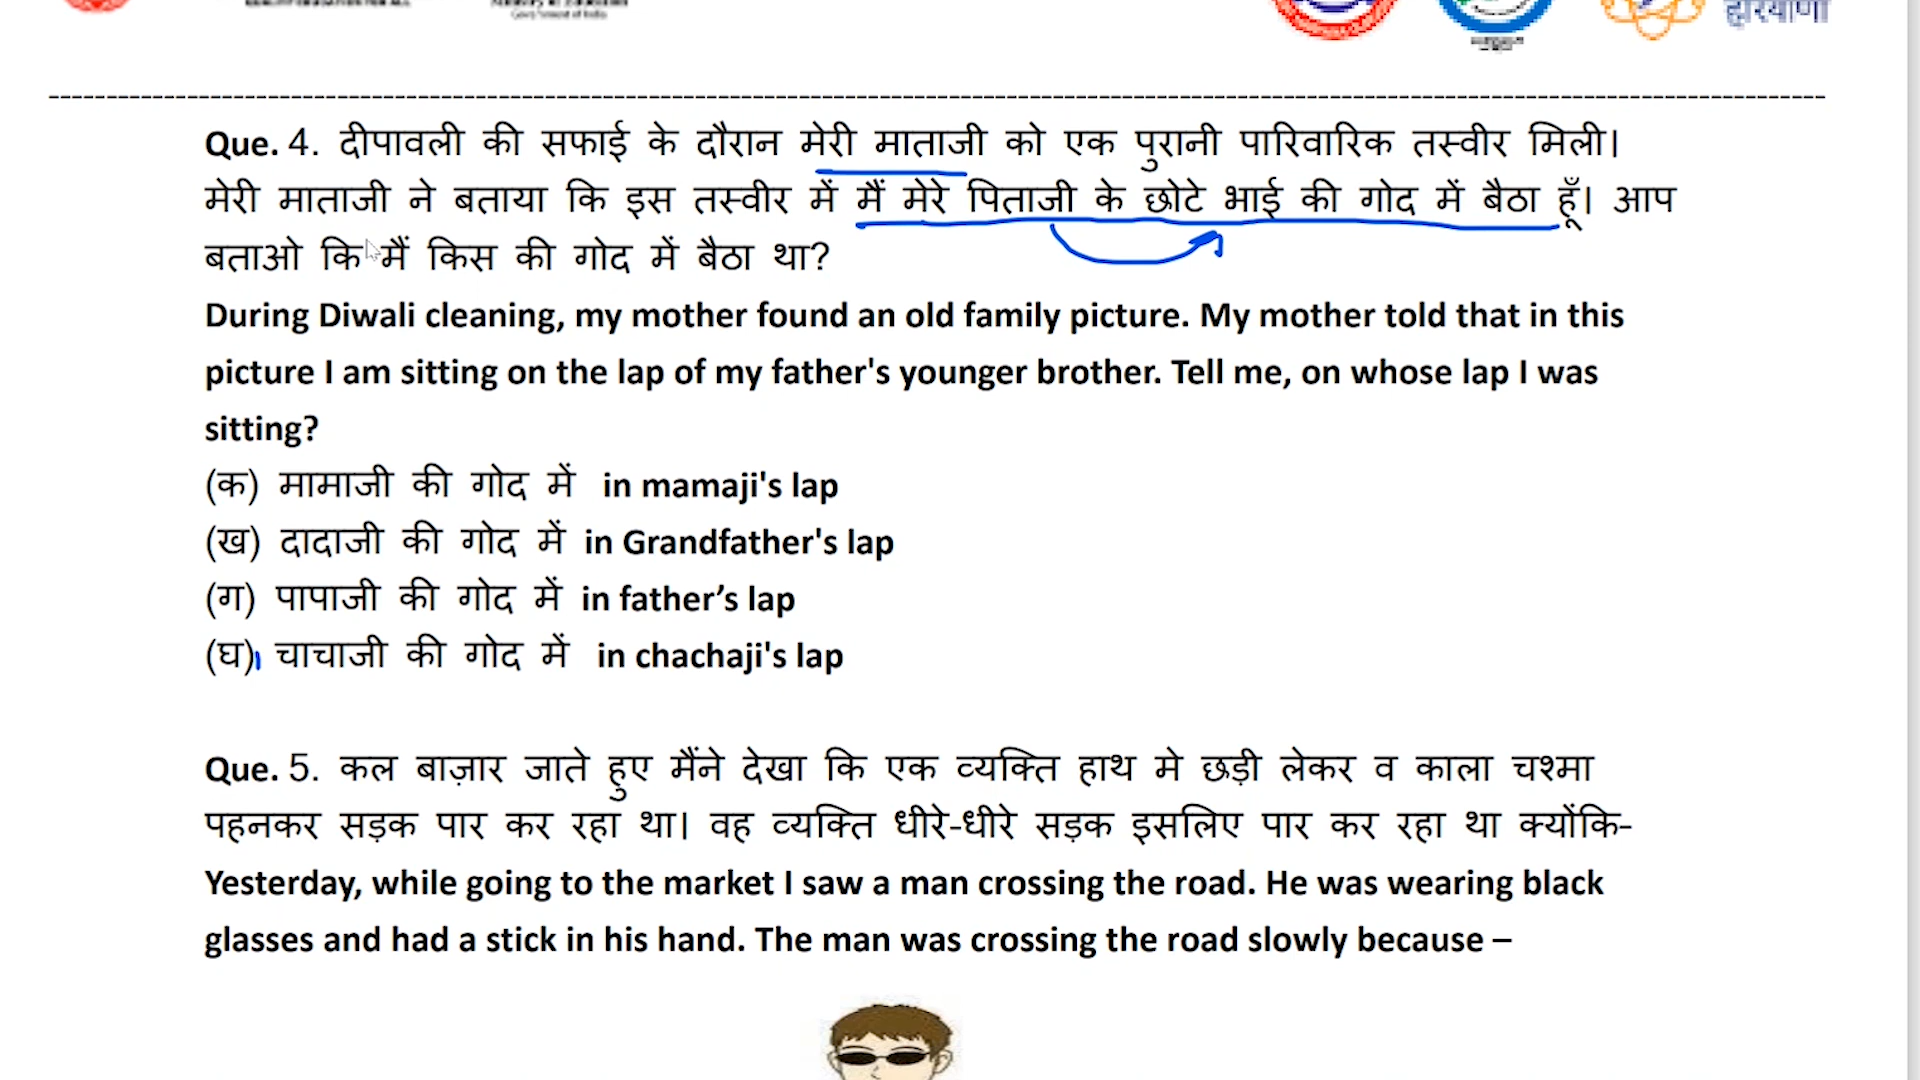 हरियाणा
Que. 4. दीपावली की सफाई के दौरान मेरी माताजी को एक पुरानी पारिवारिक तस्वीर मिली।
मेरी माताजी ने बताया कि इस तस्वीर में मैं मेरे पिताजी के छोटे भाई की गोद में बैठा हूँ। आप
बताओ कि मैं किस की गोद में बैठा था?
During Diwali cleaning, my mother found an old family picture. My mother told that in this
picture I am sitting on the lap of my father's younger brother. Tell me, on whose lap I was
sitting?
(क) मामाजी की गोद में in mamaji's lap
(ख) दादाजी की गोद में in Grandfather's lap
(ग) पापाजी की गोद में in father’s lap
(घ) चाचाजी की गोद में in chachaji's lap
Que. 5. कल बाज़ार जाते हुए मैंने देखा कि एक व्यक्ति हाथ मे छड़ी लेकर व काला चश्मा
पहनकर सड़क पार कर रहा था। वह व्यक्ति धीरे-धीरे सड़क इसलिए पार कर रहा था क्योंकि-
Yesterday, while going to the market I saw a man crossing the road. He was wearing black
glasses and had a stick in his hand. The man was crossing the road slowly because –